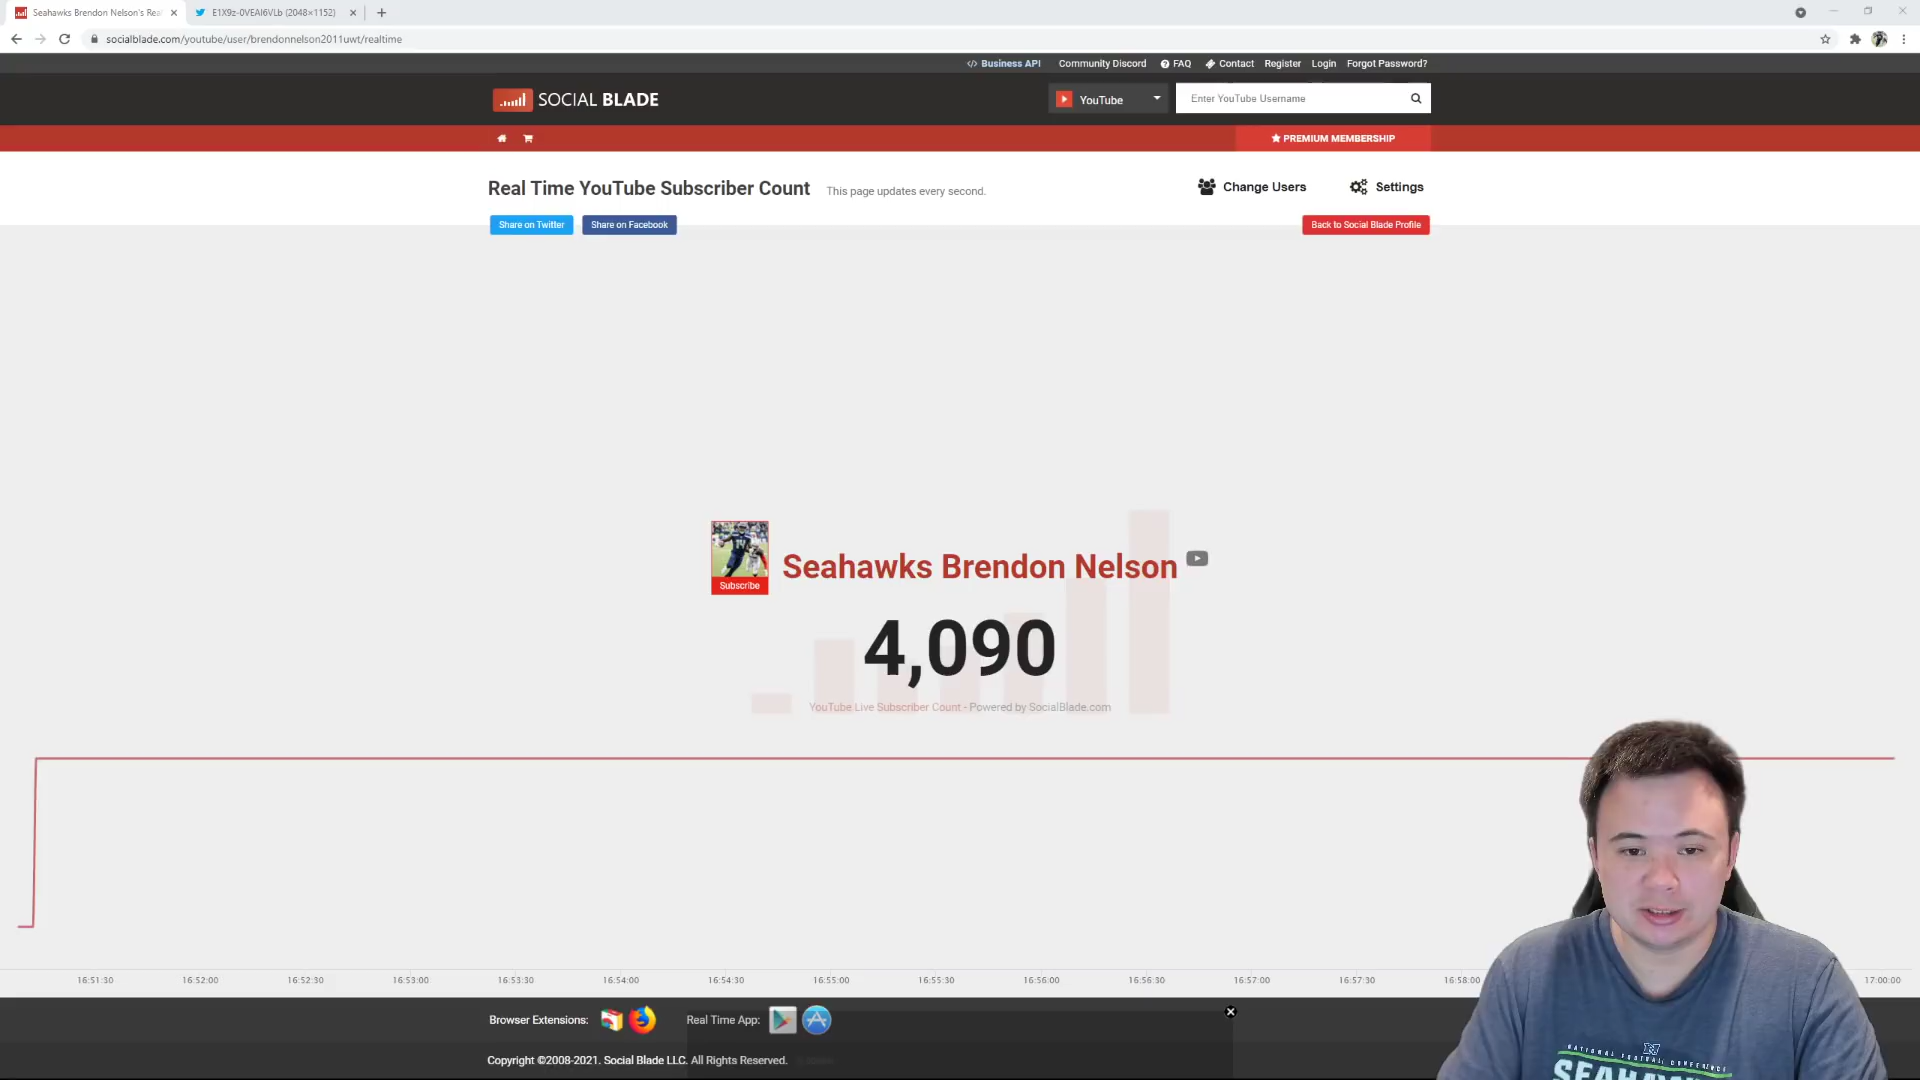 Seahawks Brendon Nelson's Rea
E1X9z-0VEAI6VLb (2048×1152)
socialblade.com/youtube/user/brendonnelson2011uwt/realtime
</> Business API Community Discord FAQ Contact Register Login Forgot Password?
SOCIAL BLADE
YouTube
Enter YouTube Username
PREMIUM MEMBERSHIP
Real Time YouTube Subscriber Count This page updates every second.
Change Users
Settings
Share on Twitter
Share on Facebook
Back to Social Blade Profile
Subscribe
Seahawks Brendon Nelson
4,090
YouTube Live Subscriber Count - Powered by SocialBlade.com
16:51:30 16:52:00 16:52:30 16:53:00 16:53:30 16:54:00 16:54:30 16:55:00 16:55:30 16:56:00 16:56:30 16:57:00 16:57:30 16:58:00 17:00:00
Browser Extensions: Real Time App:
Copyright ©2008-2021. Social Blade LLC. All Rights Reserved.
NATIONAL FOOTBALL CONFERENCE
SEAHAW